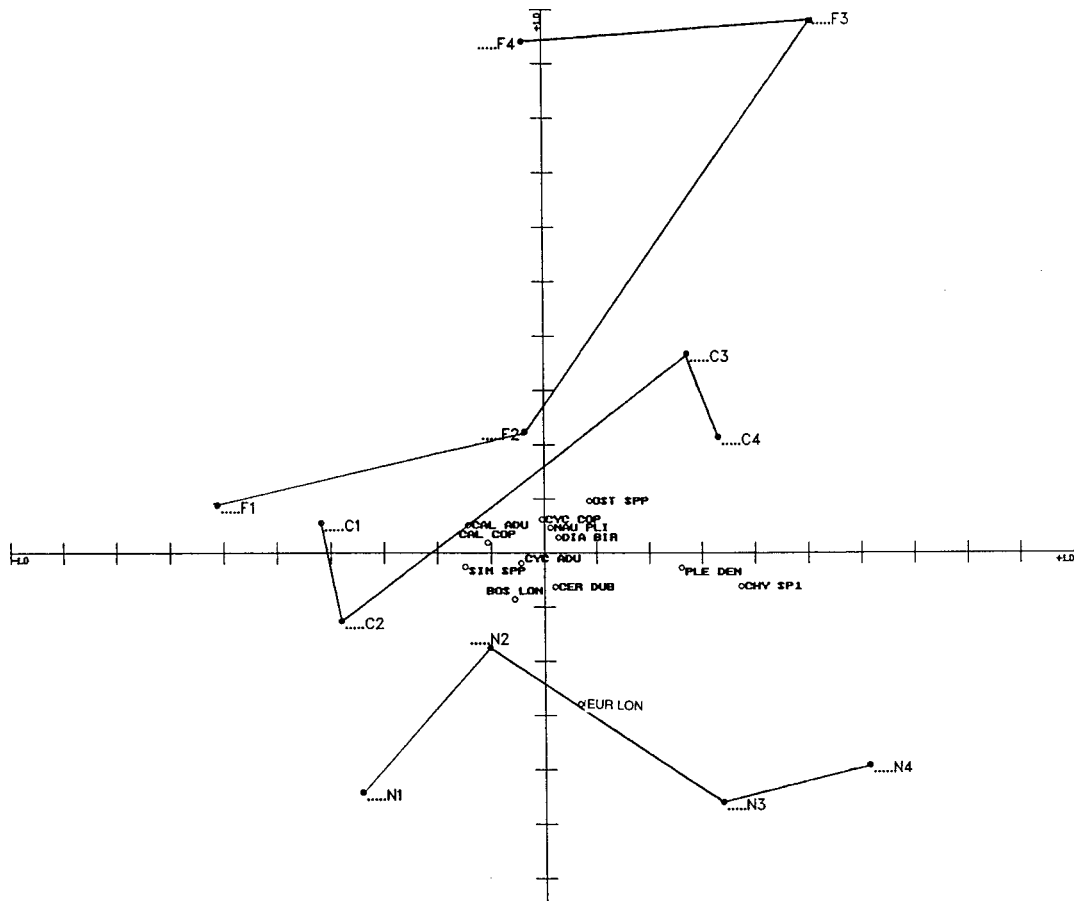 +1.0
.....F4
.....F3
.....C3
.....F2
.....C4
.....F1
OST SPP
.....C1
CAL ADU
CYC COP
NAU PLI
CAL COP
DIA BIR
-1.0
+1.0
CYC ADU
SIM SPP
PLE DEN
BOS LON
CER DUB
CHY SP1
.....C2
.....N2
EUR LON
.....N4
.....N1
.....N3